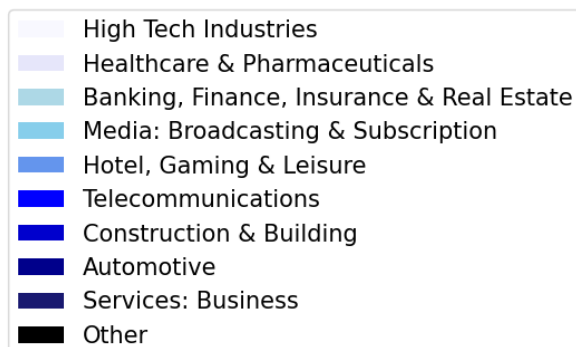 High Tech Industries
Healthcare & Pharmaceuticals
Banking, Finance, Insurance & Real Estate
Media: Broadcasting & Subscription
Hotel, Gaming & Leisure
Telecommunications
Construction & Building
Automotive
Services: Business
Other